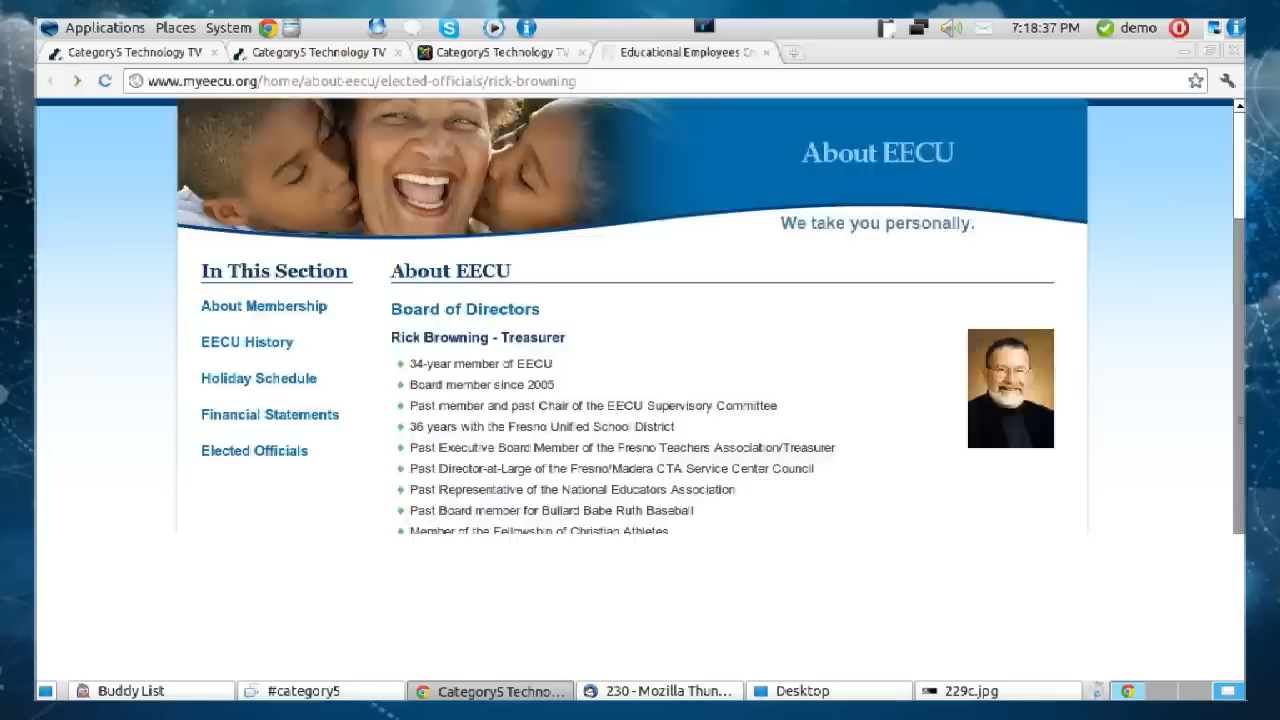 Applications Places System 7:18:37 PM demo
Category5 Technology TV Category5 Technology TV Category5 Technology TV Educational Employees
www.myeecu.org/home/about-eecu/elected-officials/rick-browning
About EECU
We take you personally.
In This Section
About Membership
EECU History
Holiday Schedule
Financial Statements
Elected Officials
About EECU
Board of Directors
Rick Browning - Treasurer
34-year member of EECU
Board member since 2005
Past member and past Chair of the EECU Supervisory Committee
36 years with the Fresno Unified School District
Past Executive Board Member of the Fresno Teachers Association/Treasurer
Past Director-at-Large of the Fresno/Madera CTA Service Center Council
Past Representative of the National Educators Association
Past Board member for Bullard Babe Ruth Baseball
Member of the Fellowship of Christian Athletes
Buddy List #category5 Category5 Techno... 230 - Mozilla Thun... Desktop 229c.jpg